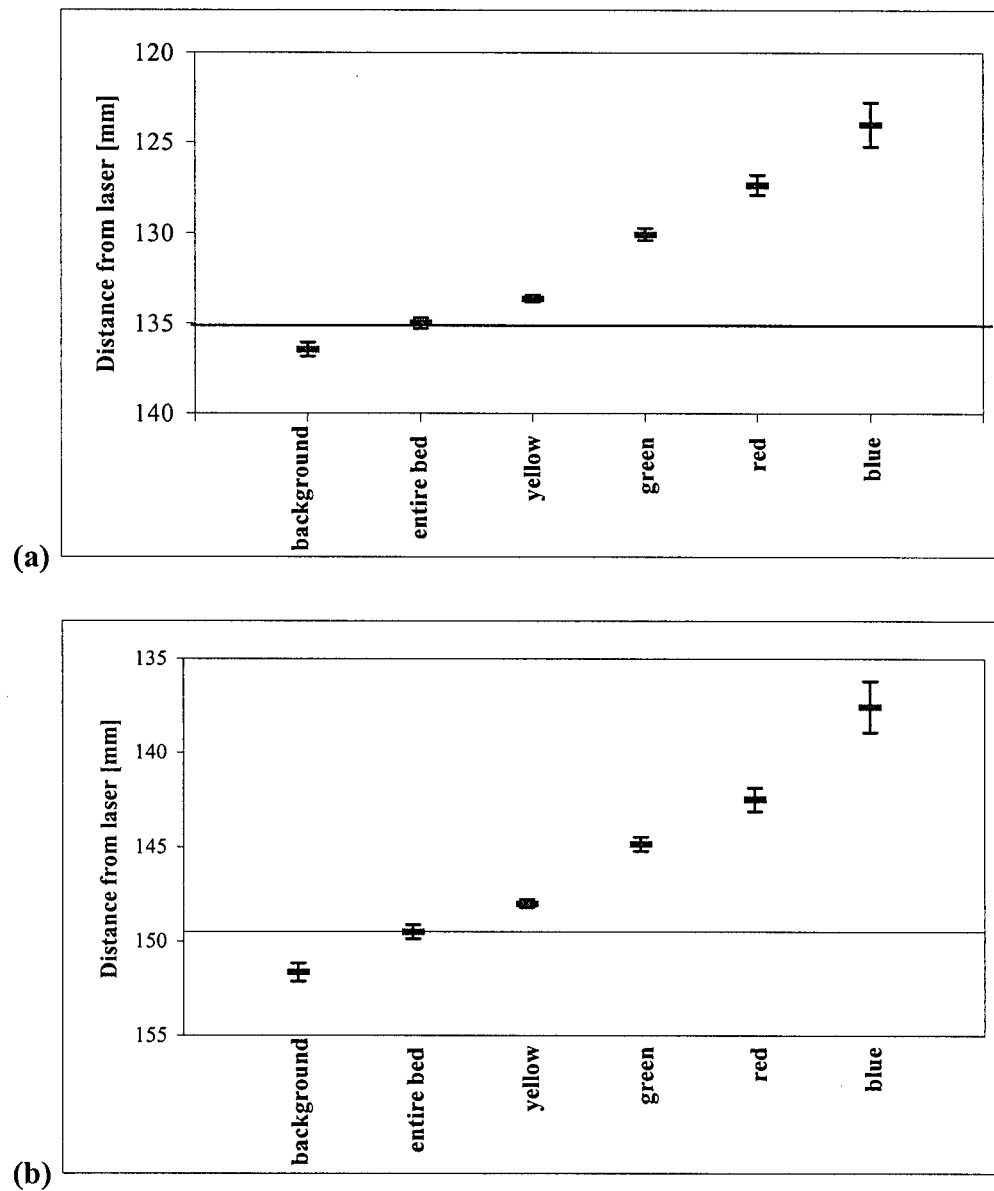 120
125
130
135
140
Distance from laser [mm]
background
entire bed
yellow
green
red
blue
(a)
135
140
145
150
155
Distance from laser [mm]
background
entire bed
yellow
green
red
blue
(b)